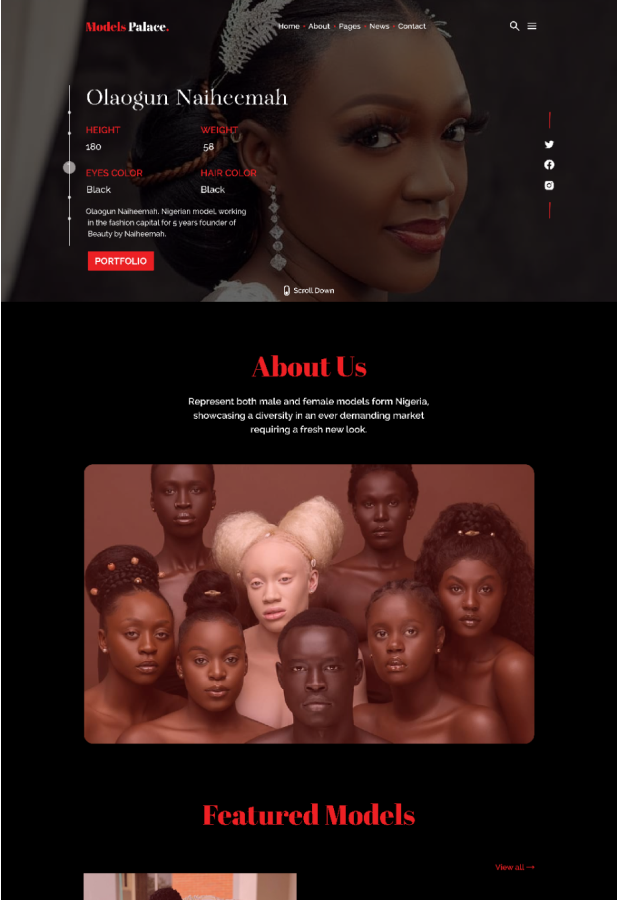 Models Palace.
Home • About • Pages • News • Contact
Olaogun Naiheemah
HEIGHT
WEIGHT
180
58
EYES COLOR
HAIR COLOR
Black
Black
Olaogun Naiheemah. Nigerian model, working
in the fashion capital for 5 years founder of
Beauty by Naiheemah.
PORTFOLIO
Scroll Down
About Us
Represent both male and female models form Nigeria,
showcasing a diversity in an ever demanding market
requiring a fresh new look.
Featured Models
View all →